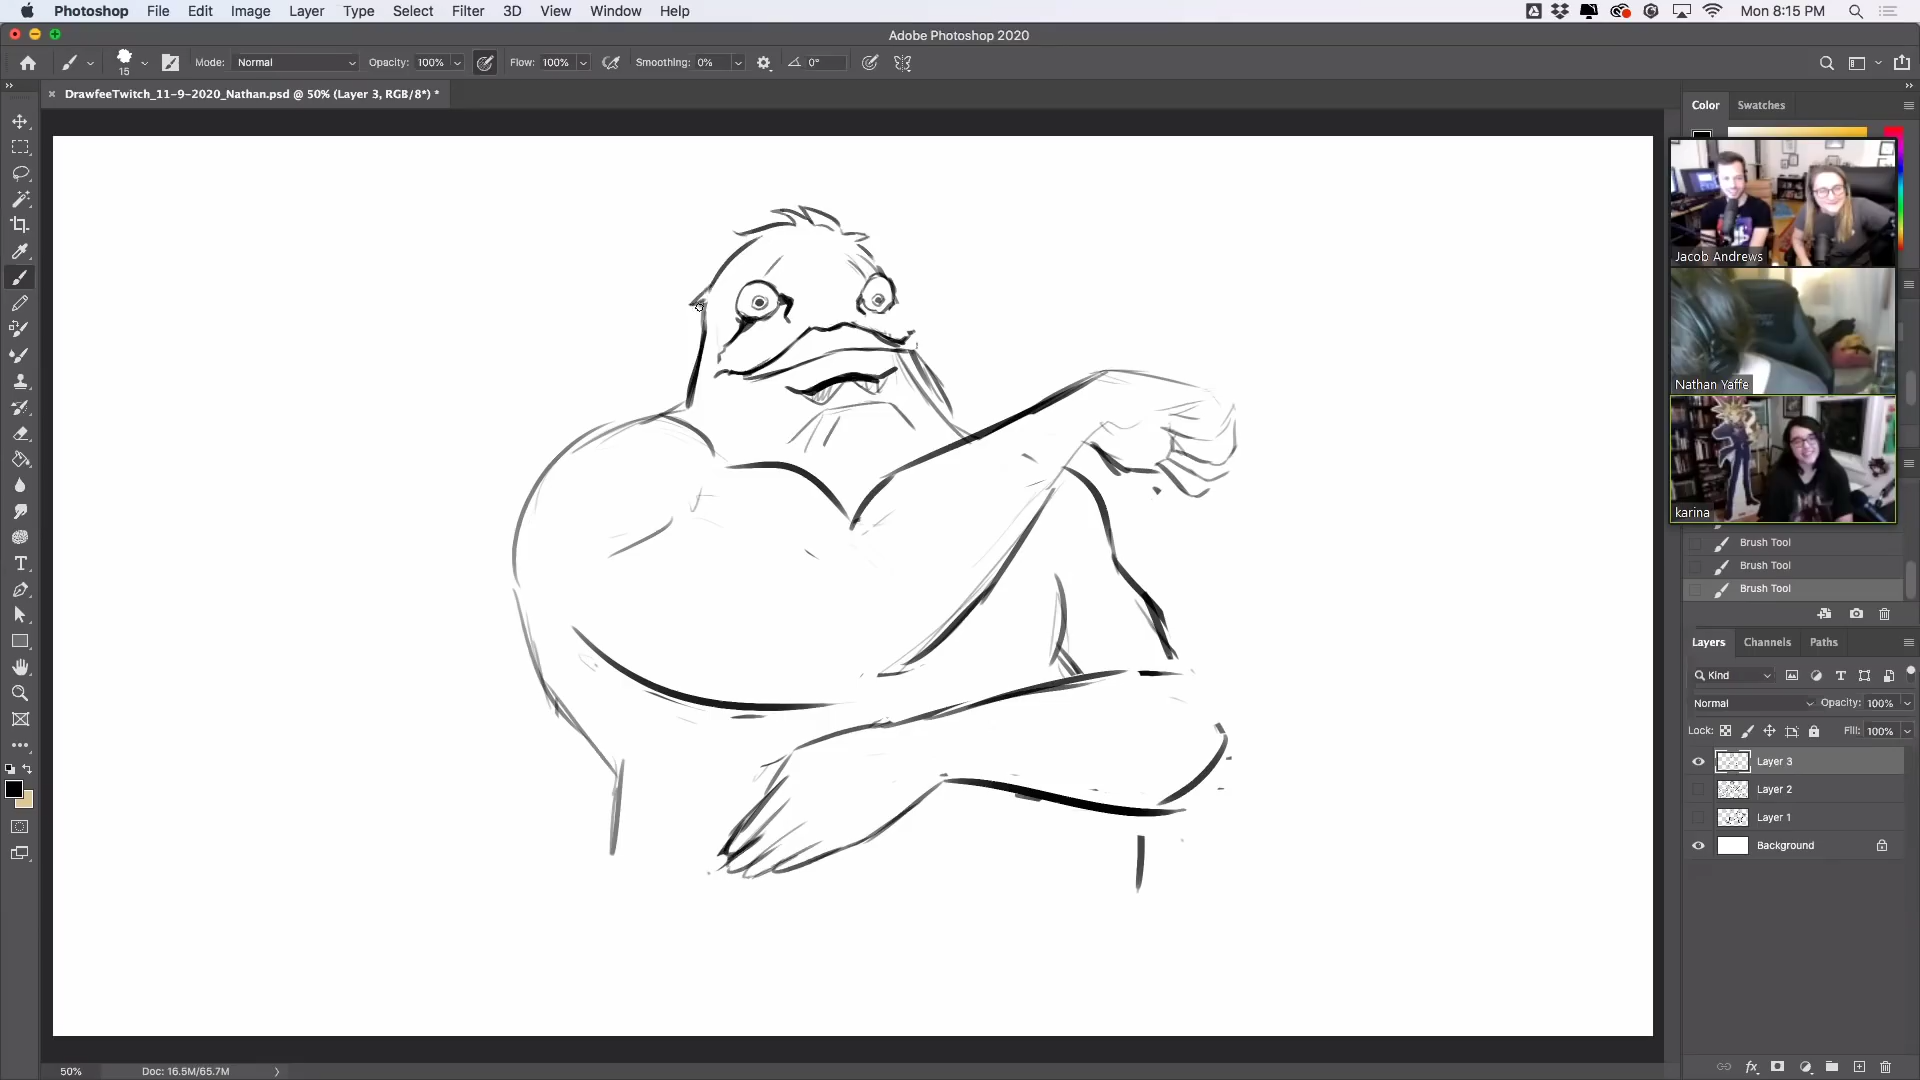 Photoshop File Edit Image Layer Type Select Filter 3D View Window Help Mon 8:15 PM
Adobe Photoshop 2020
15 Mode: Normal Opacity: 100% Flow: 100% Smoothing: 0% 0°
DrawfeeTwitch_11-9-2020_Nathan.psd @ 50% (Layer 3, RGB/8*) *
Color Swatches
Jacob Andrews
Nathan Yaffe
karina
Brush Tool
Brush Tool
Brush Tool
Layers Channels Paths
Kind
Normal Opacity: 100%
Lock: Fill: 100%
Layer 3
Layer 2
Layer 1
Background
50% Doc: 16.5M/65.7M